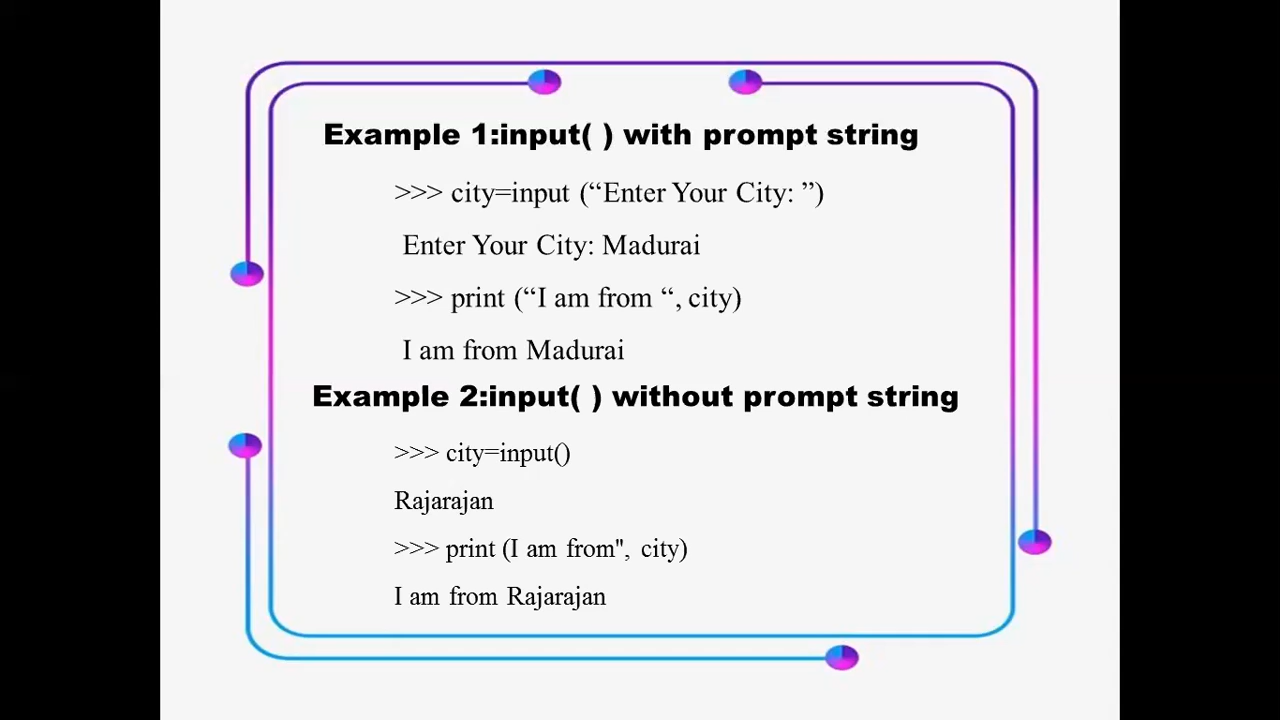 Example 1:input( ) with prompt string
>>> city=input (“Enter Your City: ”)
Enter Your City: Madurai
>>> print (“I am from “, city)
I am from Madurai
Example 2:input( ) without prompt string
>>> city=input()
Rajarajan
>>> print (I am from", city)
I am from Rajarajan